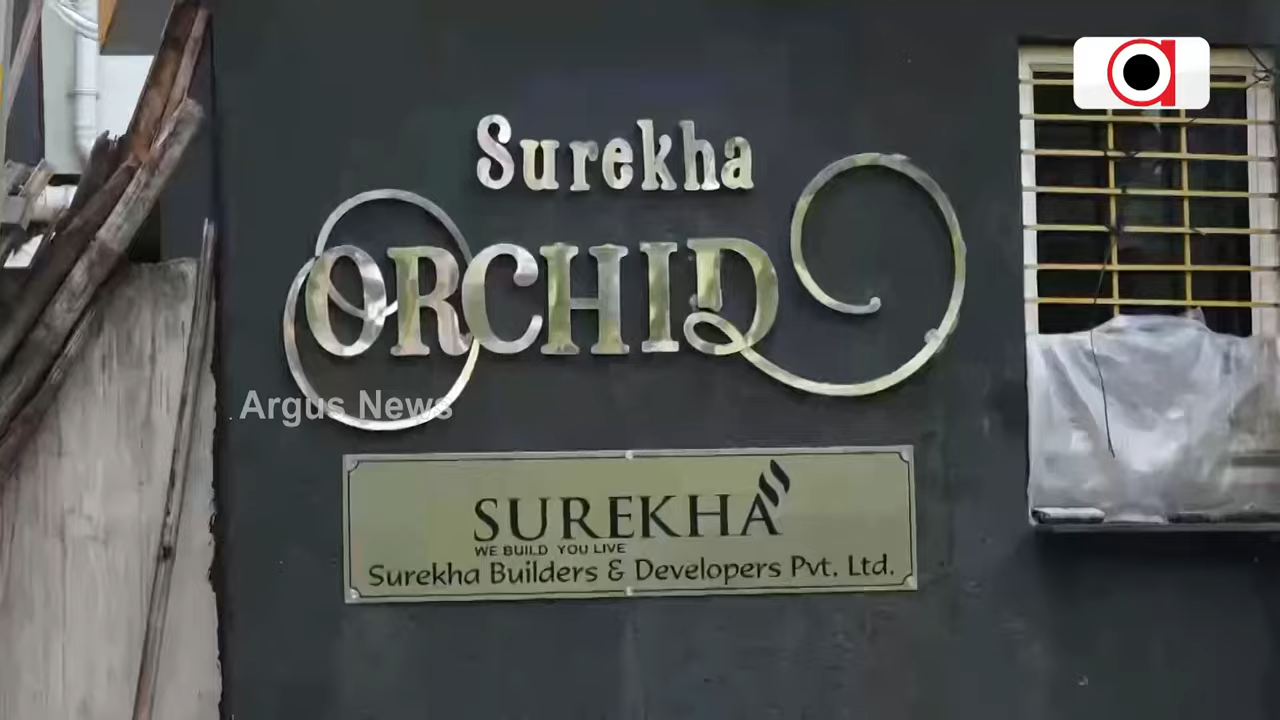 Surekha
ORCHID
Argus News
SUREKHA
WE BUILD YOU LIVE
Surekha Builders & Developers Pvt. Ltd.